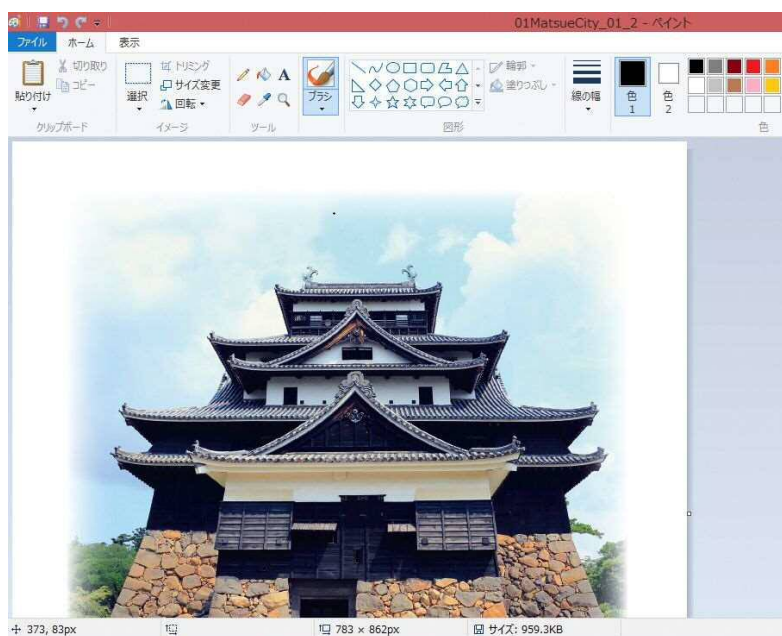 01MatsueCity_01_2 - ペイント
ファイル ホーム 表示
貼り付け
切り取り
コピー
クリップボード
選択
トリミング
サイズ変更
回転
イメージ
A
ツール
ブラシ
図形
輪郭
塗りつぶし
線の幅
色
1
色
2
色
373, 83px
783 × 862px
サイズ: 959.3KB